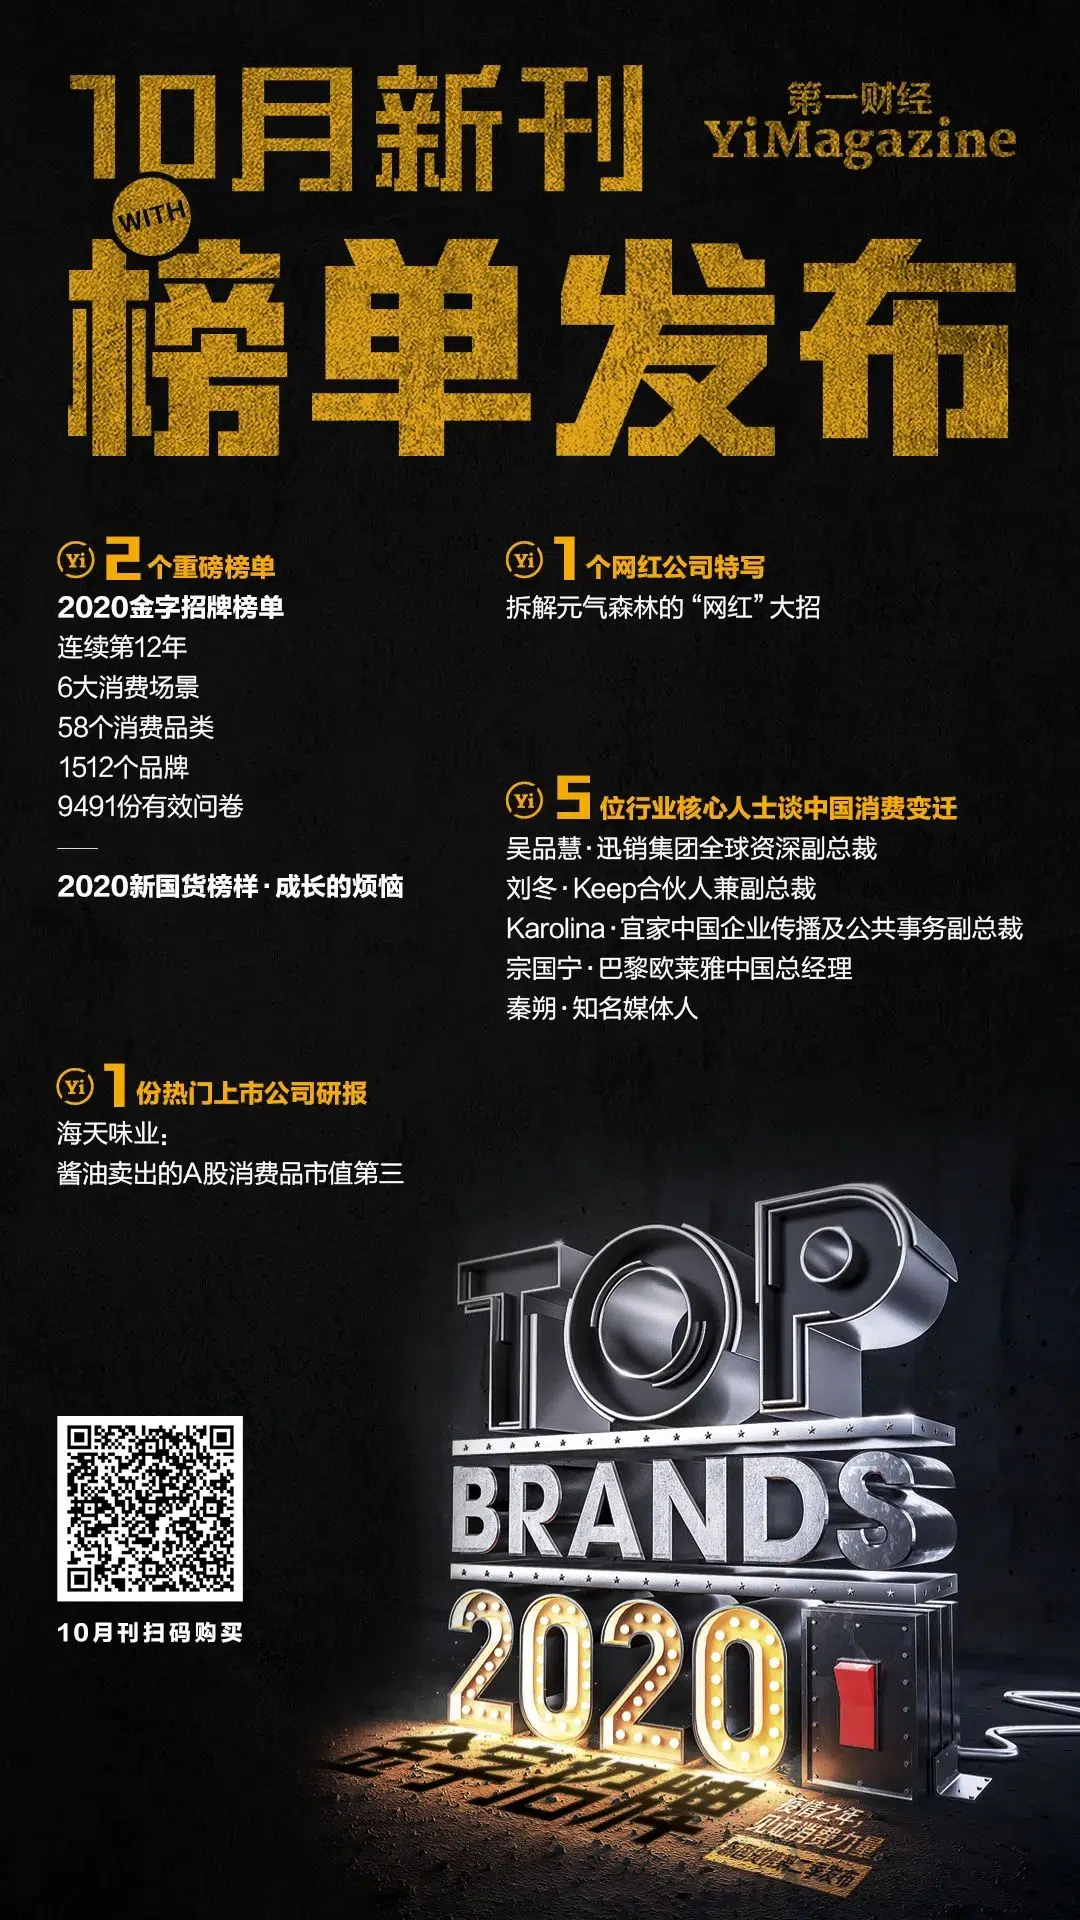 10月新刊
第一财经
YiMagazine
WITH
榜单发布
Yi 2个重磅榜单
2020金字招牌榜单
连续第12年
6大消费场景
58个消费品类
1512个品牌
9491份有效问卷
2020新国货榜样·成长的烦恼
Yi 1个网红公司特写
拆解元气森林的“网红”大招
Yi 5位行业核心人士谈中国消费变迁
吴品慧·迅销集团全球资深副总裁
刘冬·Keep合伙人兼副总裁
Karolina·宜家中国企业传播及公共事务副总裁
宗国宁·巴黎欧莱雅中国总经理
秦朔·知名媒体人
Yi 1份热门上市公司研报
海天味业：
酱油卖出的A股消费品市值第三
TOP
BRANDS
2020
金字招牌
疫情之年，
见证消费力量
10月刊扫码购买